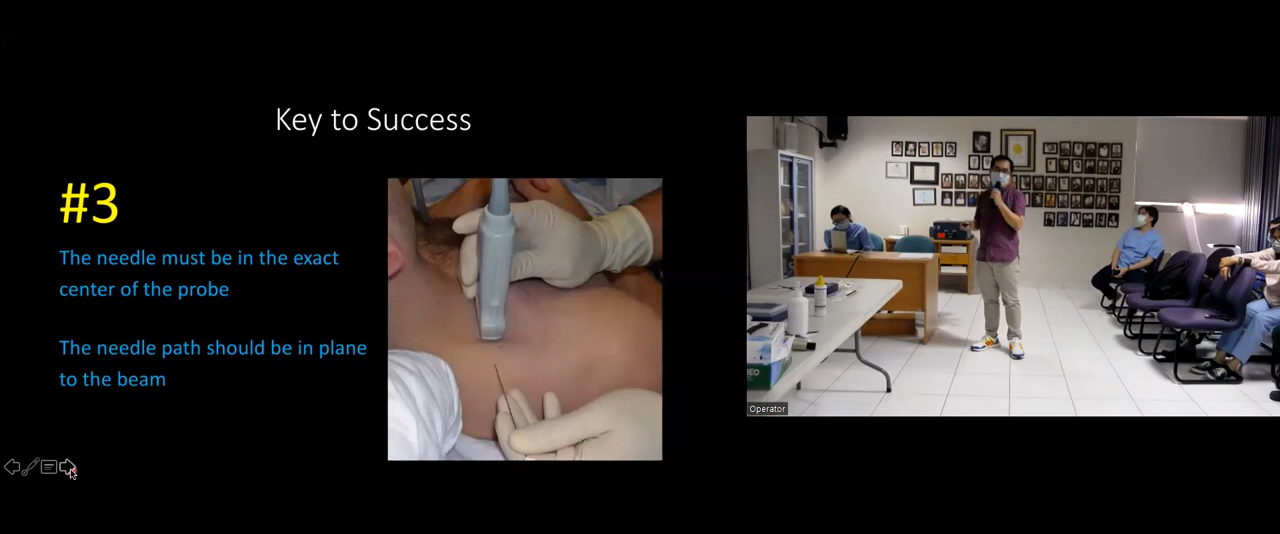 Key to Success
#3
The needle must be in the exact
center of the probe
The needle path should be in plane
to the beam
Operator